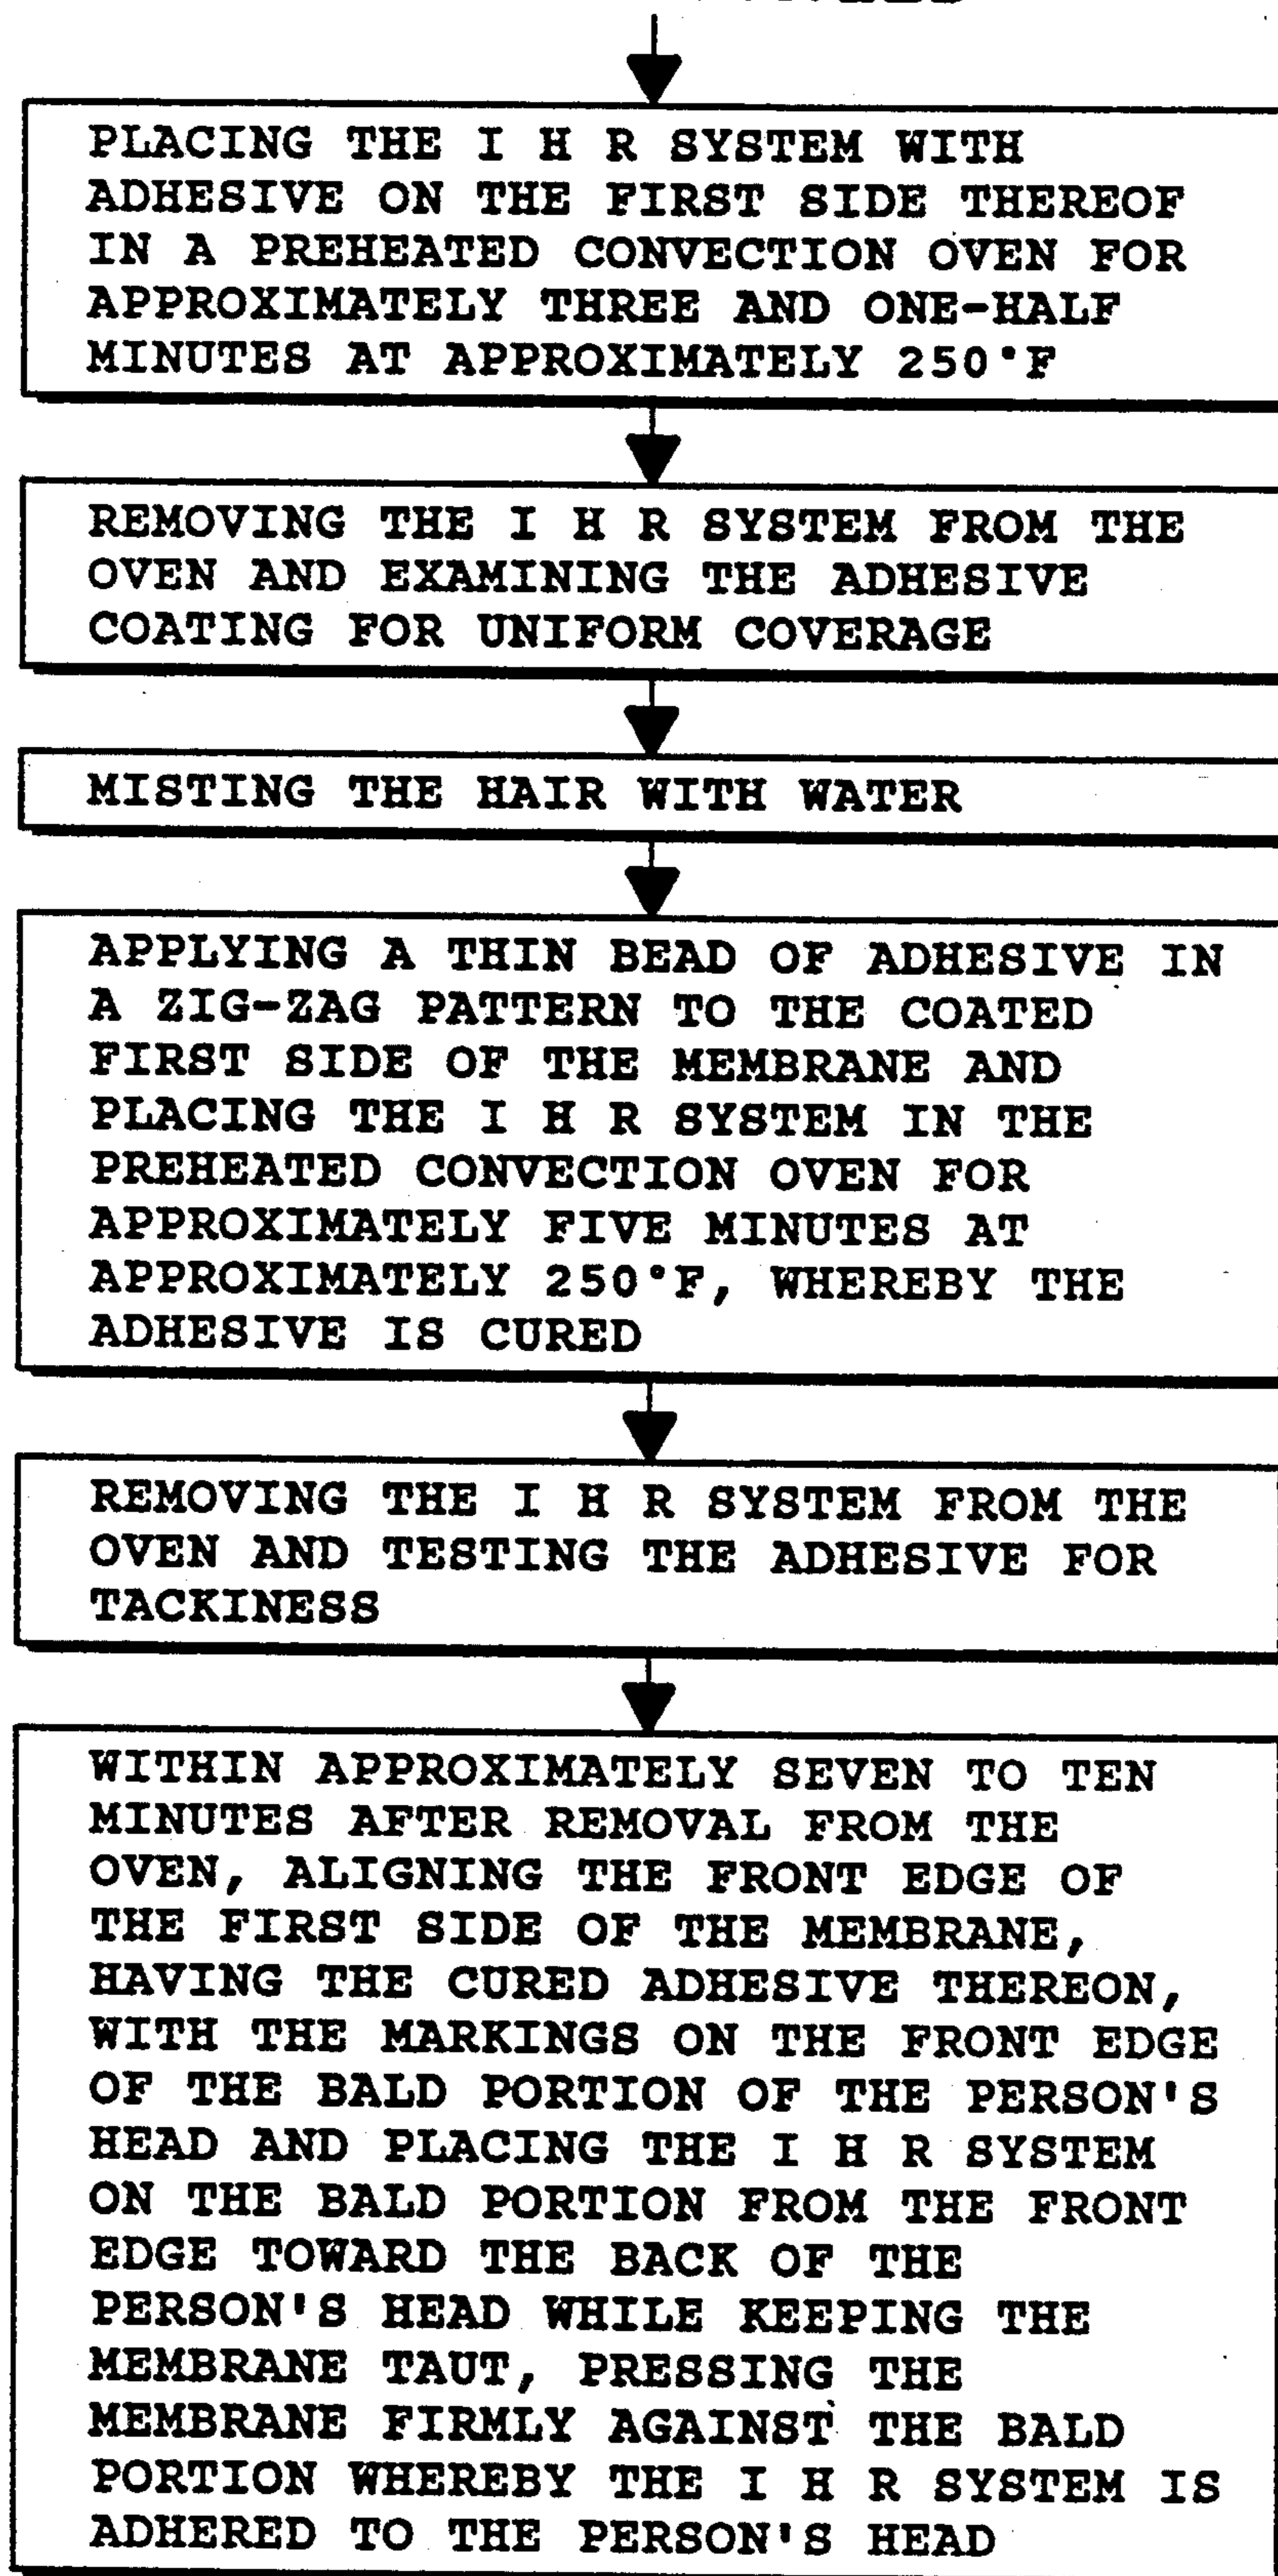 PLACING THE I H R SYSTEM WITH
ADHESIVE ON THE FIRST SIDE THEREOF
IN A PREHEATED CONVECTION OVEN FOR
APPROXIMATELY THREE AND ONE-HALF
MINUTES AT APPROXIMATELY 250°F
REMOVING THE I H R SYSTEM FROM THE
OVEN AND EXAMINING THE ADHESIVE
COATING FOR UNIFORM COVERAGE
MISTING THE HAIR WITH WATER
APPLYING A THIN BEAD OF ADHESIVE IN
A ZIG-ZAG PATTERN TO THE COATED
FIRST SIDE OF THE MEMBRANE AND
PLACING THE I H R SYSTEM IN THE
PREHEATED CONVECTION OVEN FOR
APPROXIMATELY FIVE MINUTES AT
APPROXIMATELY 250°F, WHEREBY THE
ADHESIVE IS CURED
REMOVING THE I H R SYSTEM FROM THE
OVEN AND TESTING THE ADHESIVE FOR
TACKINESS
WITHIN APPROXIMATELY SEVEN TO TEN
MINUTES AFTER REMOVAL FROM THE
OVEN, ALIGNING THE FRONT EDGE OF
THE FIRST SIDE OF THE MEMBRANE,
HAVING THE CURED ADHESIVE THEREON,
WITH THE MARKINGS ON THE FRONT EDGE
OF THE BALD PORTION OF THE PERSON'S
HEAD AND PLACING THE I H R SYSTEM
ON THE BALD PORTION FROM THE FRONT
EDGE TOWARD THE BACK OF THE
PERSON'S HEAD WHILE KEEPING THE
MEMBRANE TAUT, PRESSING THE
MEMBRANE FIRMLY AGAINST THE BALD
PORTION WHEREBY THE I H R SYSTEM IS
ADHERED TO THE PERSON'S HEAD